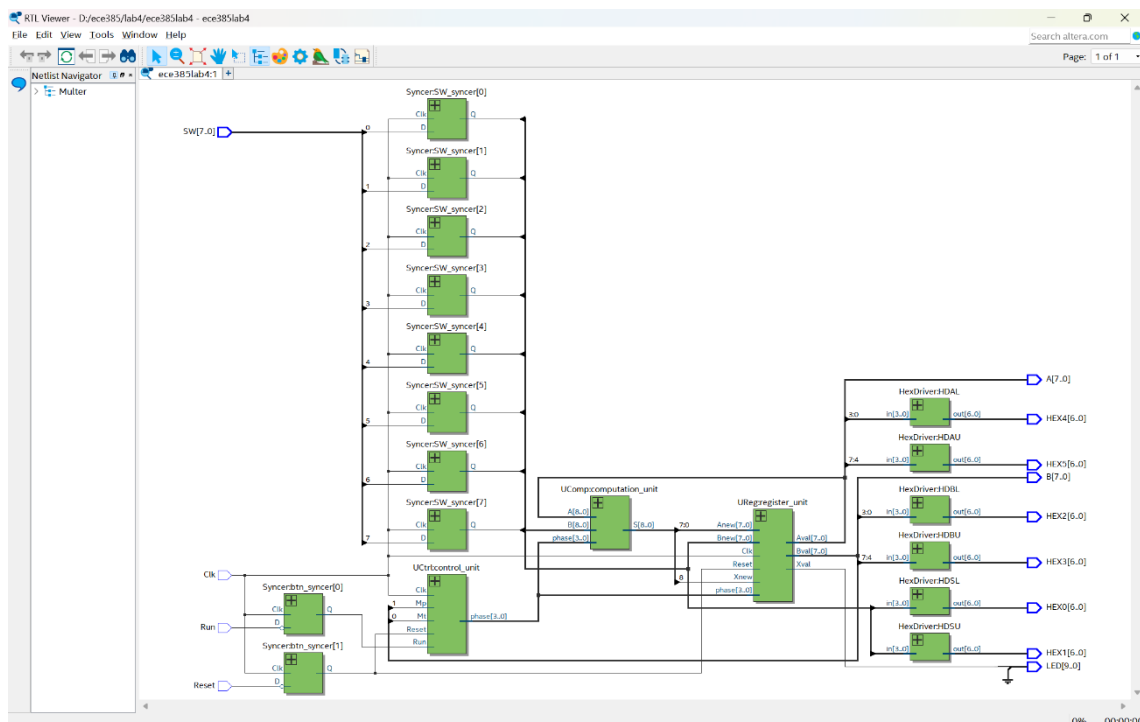 RTL Viewer - D:/ece385/lab4/ece385lab4 - ece385lab4
File Edit View Tools Window Help
Search altera.com
Page: 1 of 1
Netlist Navigator
ece385lab4:1
Multer
SW[7..0]
0
1
2
3
4
5
6
7
Syncer:SW_syncer[0]
Clk
D
Q
Syncer:SW_syncer[1]
Clk
D
Q
Syncer:SW_syncer[2]
Clk
D
Q
Syncer:SW_syncer[3]
Clk
D
Q
Syncer:SW_syncer[4]
Clk
D
Q
Syncer:SW_syncer[5]
Clk
D
Q
Syncer:SW_syncer[6]
Clk
D
Q
Syncer:SW_syncer[7]
Clk
D
Q
Clk
Run
Reset
Syncer:btn_syncer[0]
Clk
D
Q
Syncer:btn_syncer[1]
Clk
D
Q
UCtrl:control_unit
Clk
1
Mp
0
Reset
Run
phase[3..0]
UComp:computation_unit
A[8..0]
B[8..0]
phase[3..0]
S[8..0]
7:0
8
UReg:register_unit
Anew[7..0]
Bnew[7..0]
Clk
Reset
Xnew
phase[3..0]
Aval[7..0]
Bval[7..0]
Xval
A[7..0]
HexDriver:HDAL
3:0
in[3..0]
out[6..0]
HEX4[6..0]
HexDriver:HDAU
7:4
in[3..0]
out[6..0]
HEX5[6..0]
B[7..0]
HexDriver:HDBL
3:0
in[3..0]
out[6..0]
HEX2[6..0]
HexDriver:HDBU
7:4
in[3..0]
out[6..0]
HEX3[6..0]
HexDriver:HDSL
in[3..0]
out[6..0]
HEX0[6..0]
HexDriver:HDSU
in[3..0]
out[6..0]
HEX1[6..0]
LED[9..0]
0%